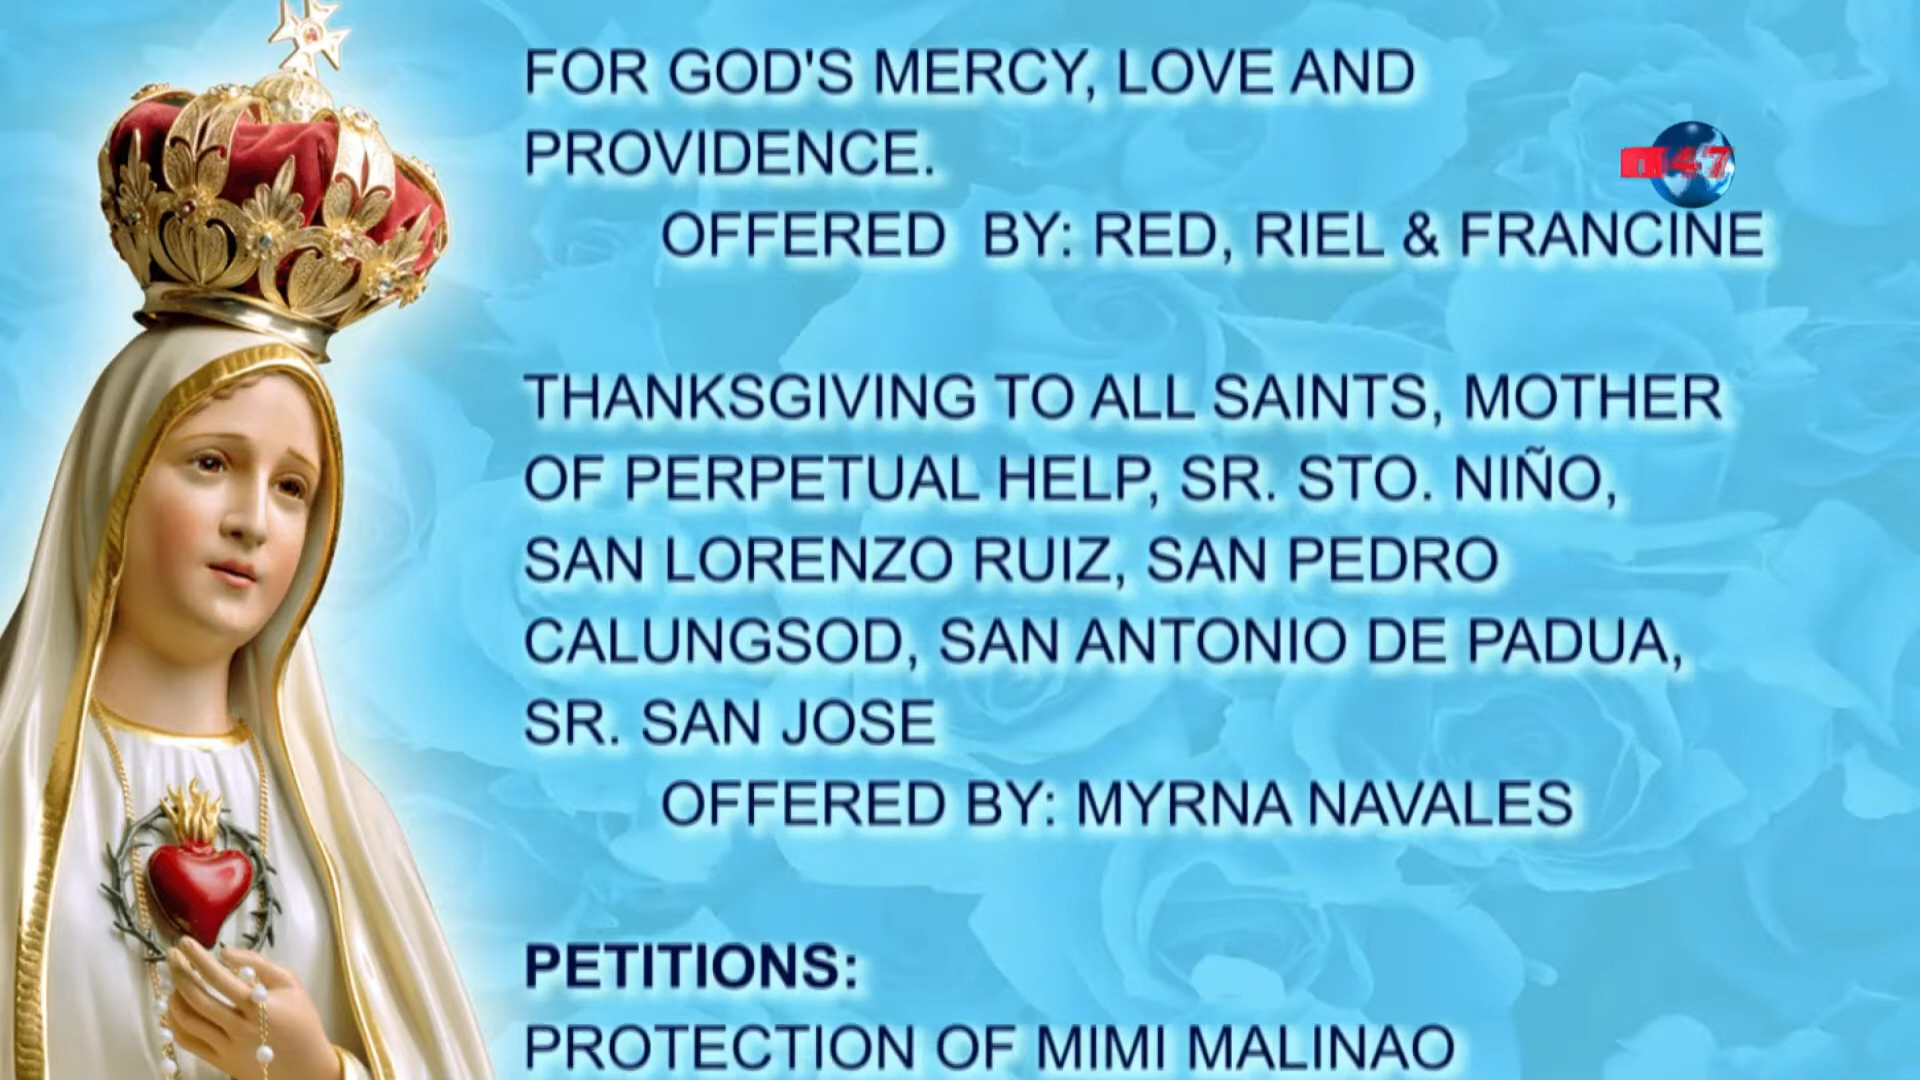 FOR GOD'S MERCY, LOVE AND
PROVIDENCE.
OFFERED BY: RED, RIEL & FRANCINE
THANKSGIVING TO ALL SAINTS, MOTHER
OF PERPETUAL HELP, SR. STO. NIÑO,
SAN LORENZO RUIZ, SAN PEDRO
CALUNGSOD, SAN ANTONIO DE PADUA,
SR. SAN JOSE
OFFERED BY: MYRNA NAVALES
PETITIONS:
PROTECTION OF MIMI MALINAO